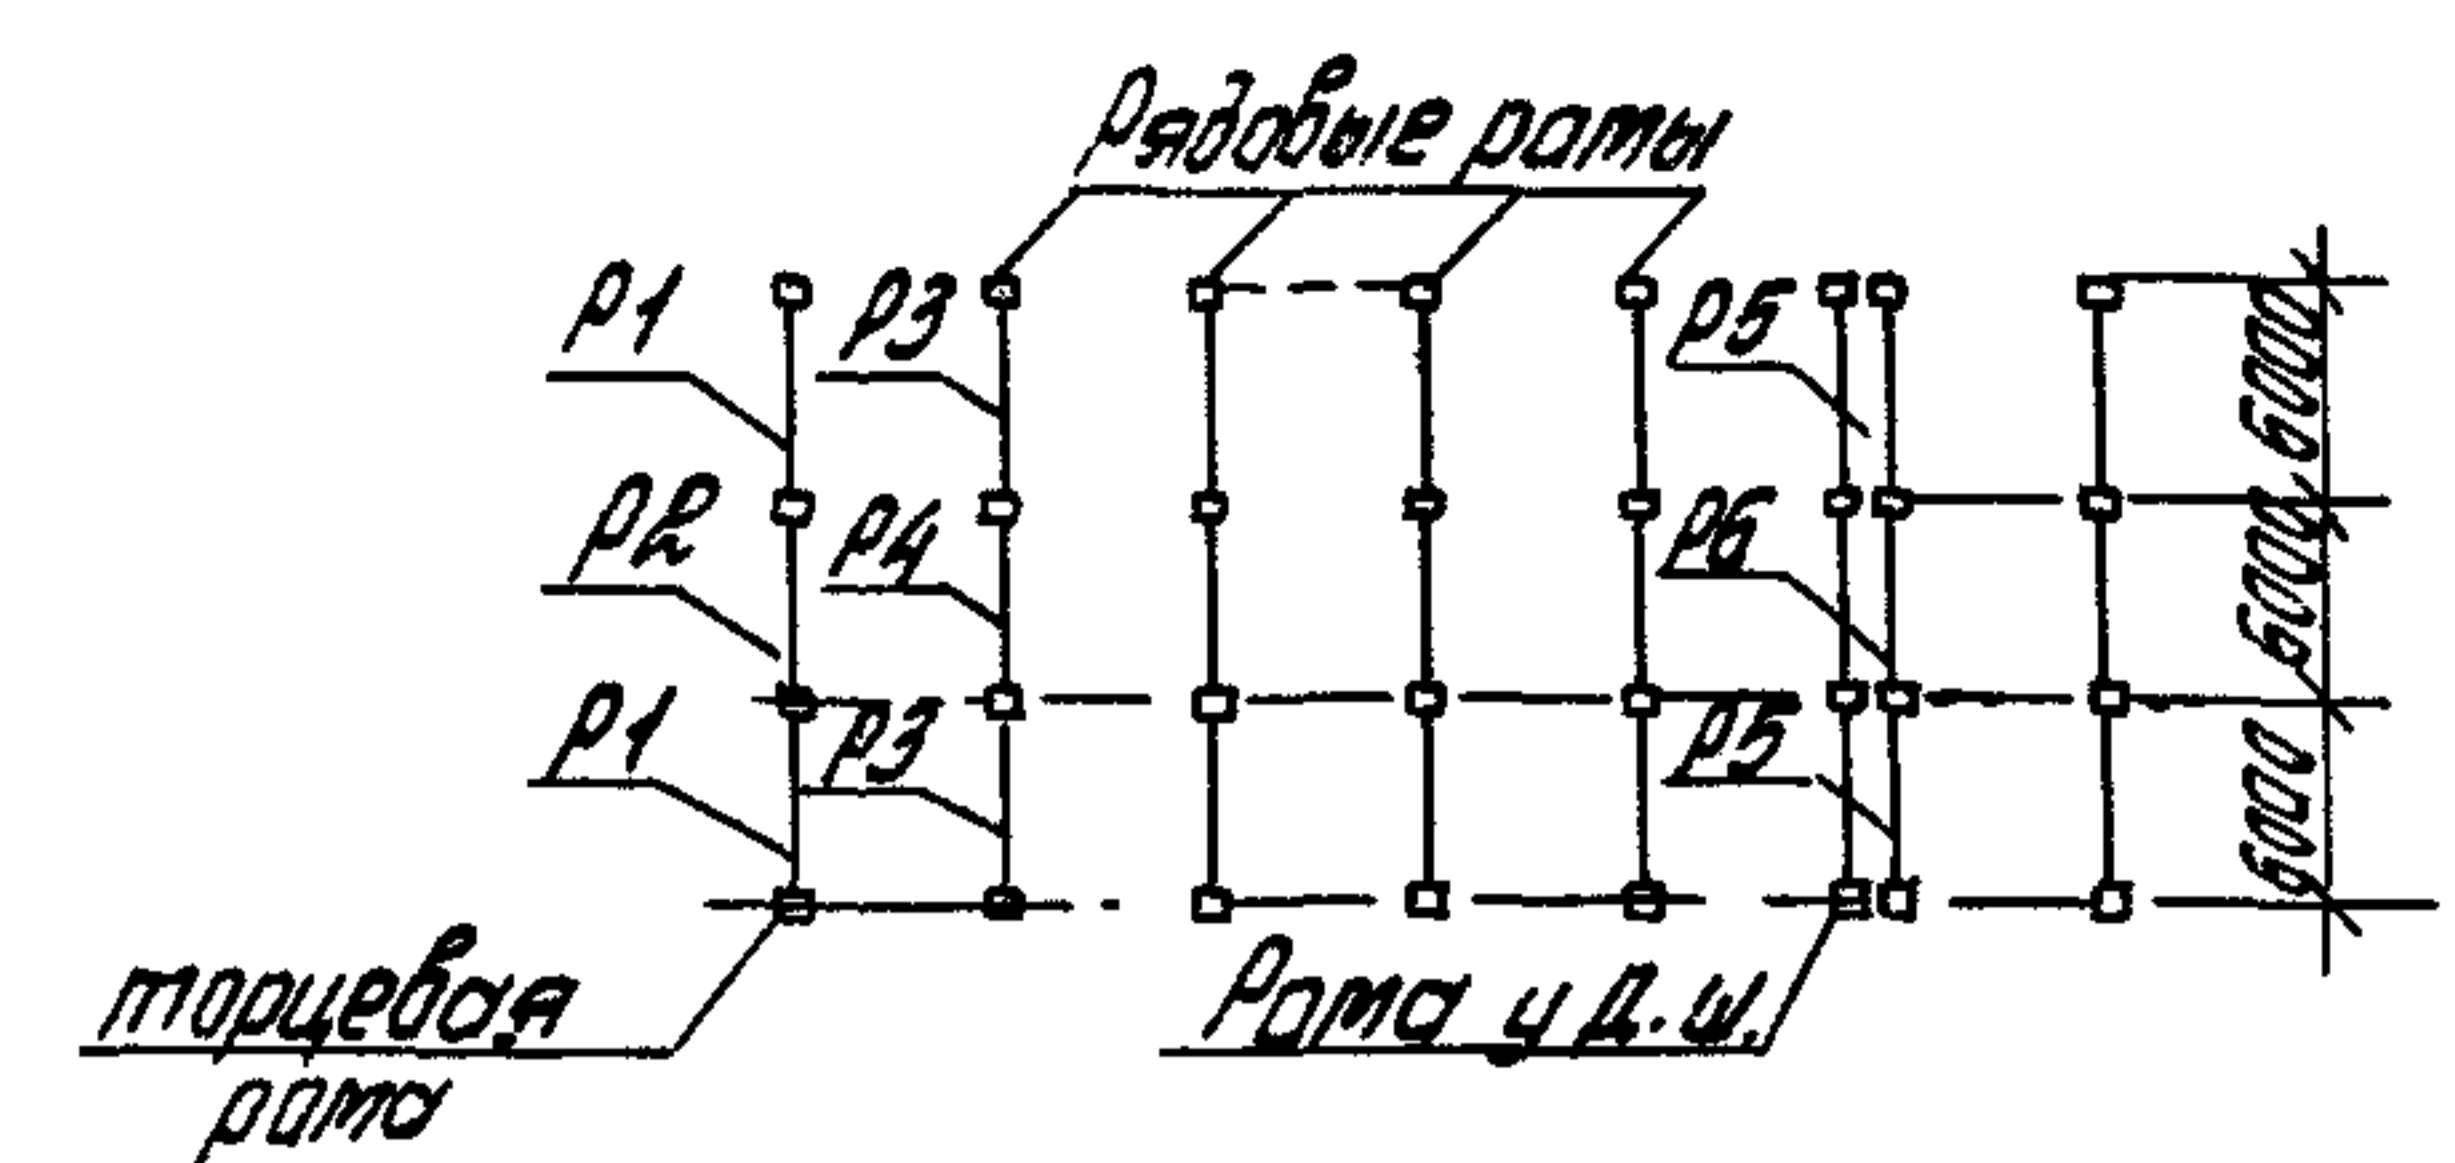 Рядовые рамы
Р1
Р3
Р5
6000
Р2
Р4
Р6
6000
Р1
Р3
Р5
6000
торцевая
рама
Рама у д.ш.